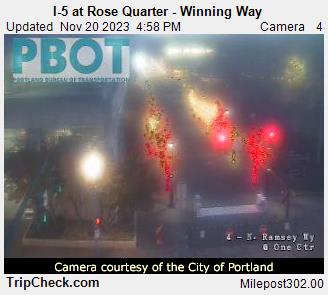 I-5 at Rose Quarter - Winning Way
Updated Nov 20 2023 4:58 PM Camera 4
PBOT
PORTLAND BUREAU OF TRANSPORTATION
4 - N. Ramsey Wy
@ One Ctr
Camera courtesy of the City of Portland
TripCheck.com Milepost302.00